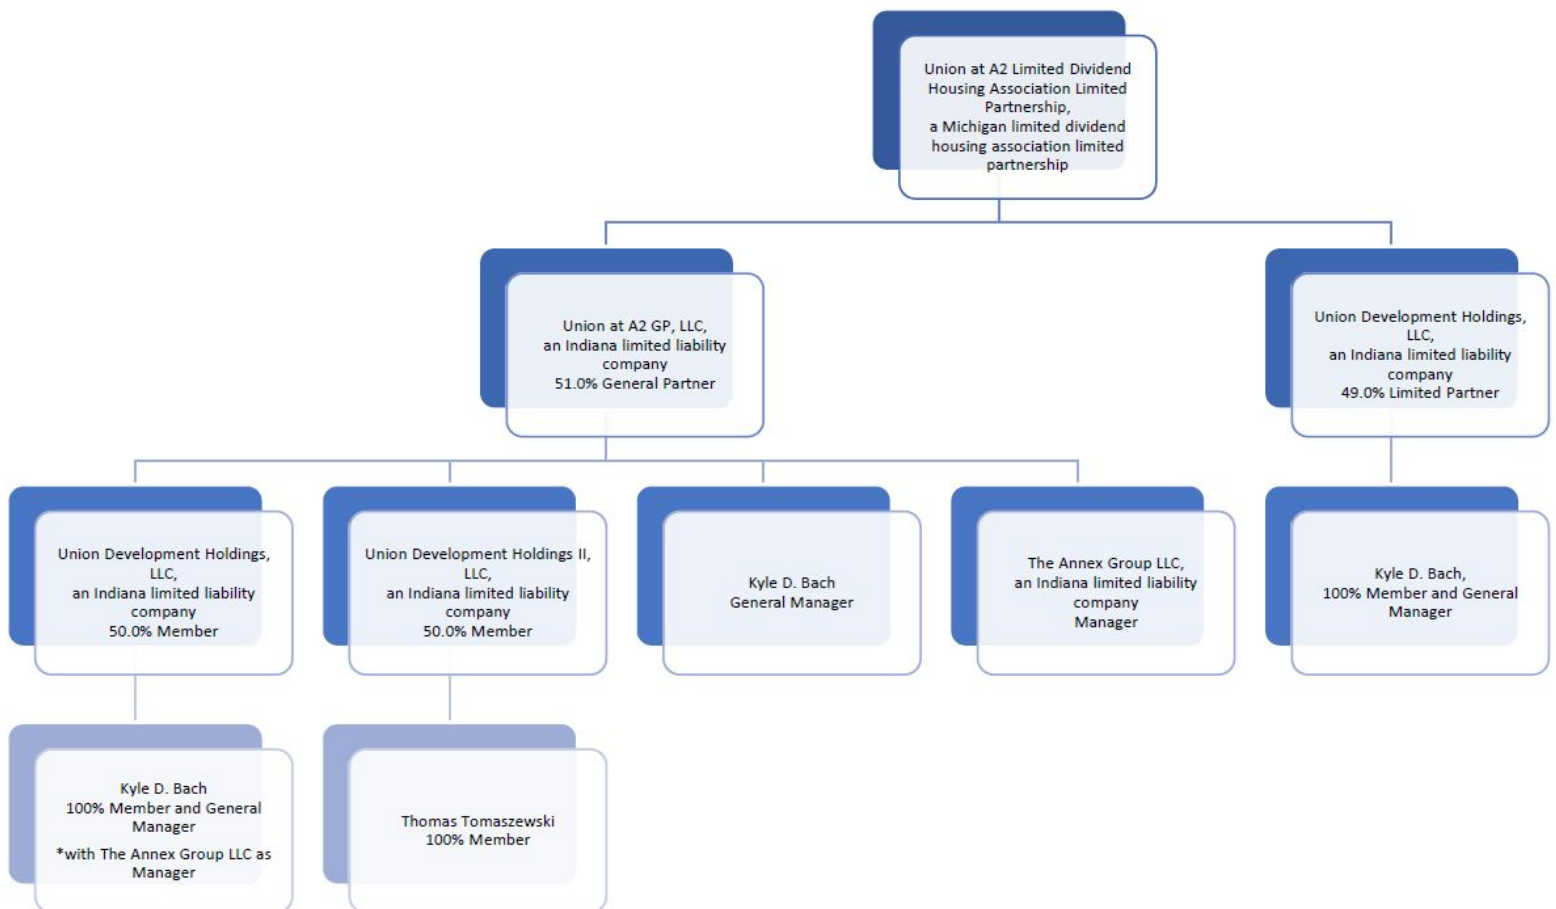 Union at A2 Limited Dividend
Housing Association Limited
Partnership,
a Michigan limited dividend
housing association limited
partnership
Union at A2 GP, LLC,
an Indiana limited liability
company
51.0% General Partner
Union Development Holdings,
LLC,
an Indiana limited liability
company
49.0% Limited Partner
Union Development Holdings,
LLC,
an Indiana limited liability
company
50.0% Member
Union Development Holdings II,
LLC,
an Indiana limited liability
company
50.0% Member
Kyle D. Bach
General Manager
The Annex Group LLC,
an Indiana limited liability
company
Manager
Kyle D. Bach,
100% Member and General
Manager
Kyle D. Bach
100% Member and General
Manager
*with The Annex Group LLC as
Manager
Thomas Tomaszewski
100% Member